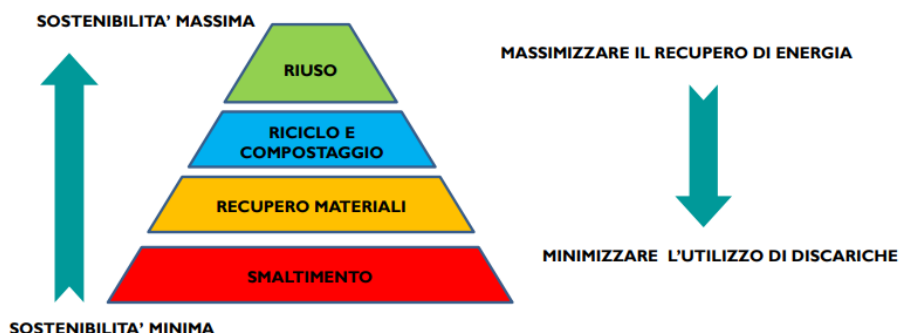 SOSTENIBILITA' MASSIMA
RIUSO
RICICLO E
COMPOSTAGGIO
RECUPERO MATERIALI
SMALTIMENTO
SOSTENIBILITA' MINIMA
MASSIMIZZARE IL RECUPERO DI ENERGIA
MINIMIZZARE L'UTILIZZO DI DISCARICHE